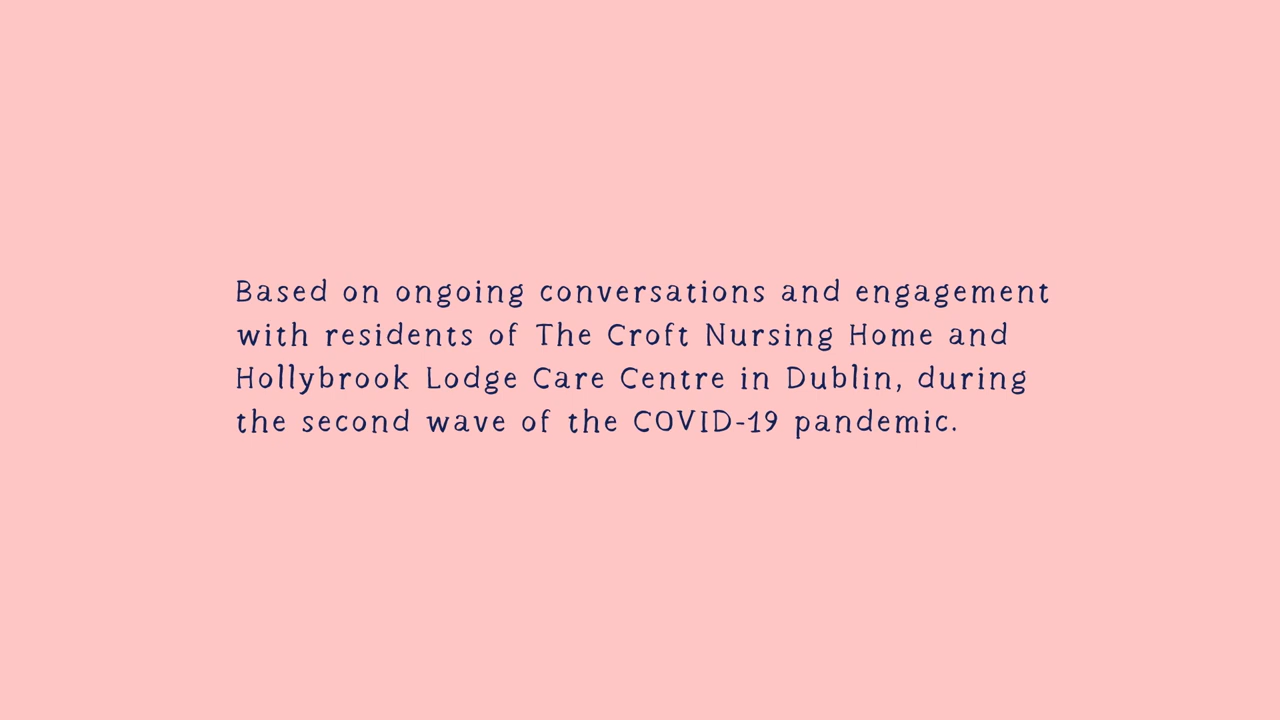 Based on ongoing conversations and engagement
with residents of The Croft Nursing Home and
Hollybrook Lodge Care Centre in Dublin, during
the second wave of the COVID-19 pandemic.